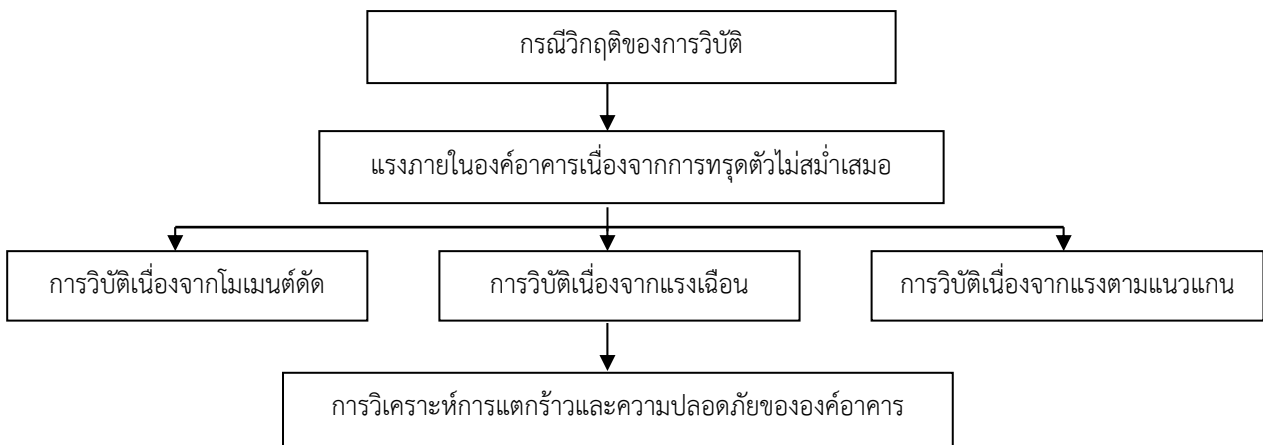 กรณีวิกฤติของการวิบัติ
แรงภายในองค์อาคารเนื่องจากการทรุดตัวไม่สม่ำเสมอ
การวิบัติเนื่องจากโมเมนต์ดัด
การวิบัติเนื่องจากแรงเฉือน
การวิบัติเนื่องจากแรงตามแนวแกน
การวิเคราะห์การแตกร้าวและความปลอดภัยขององค์อาคาร